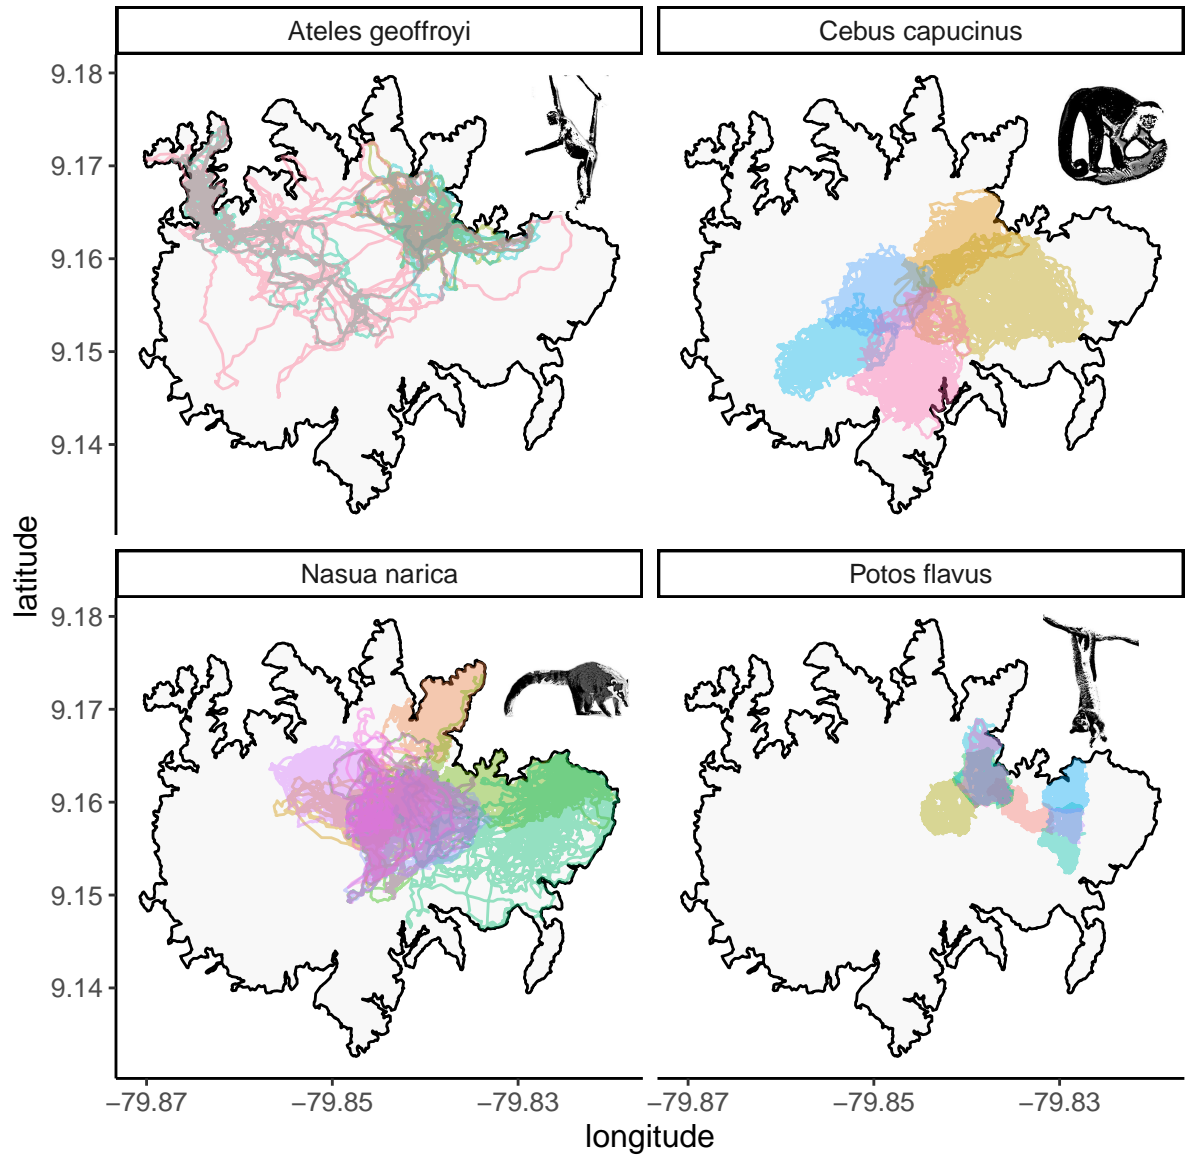 Ateles geoffroyi
Cebus capucinus
9.18
9.17
9.16
9.15
9.14
latitude
Nasua narica
Potos flavus
9.18
9.17
9.16
9.15
9.14
−79.87
−79.85
−79.83
−79.87
−79.85
−79.83
longitude